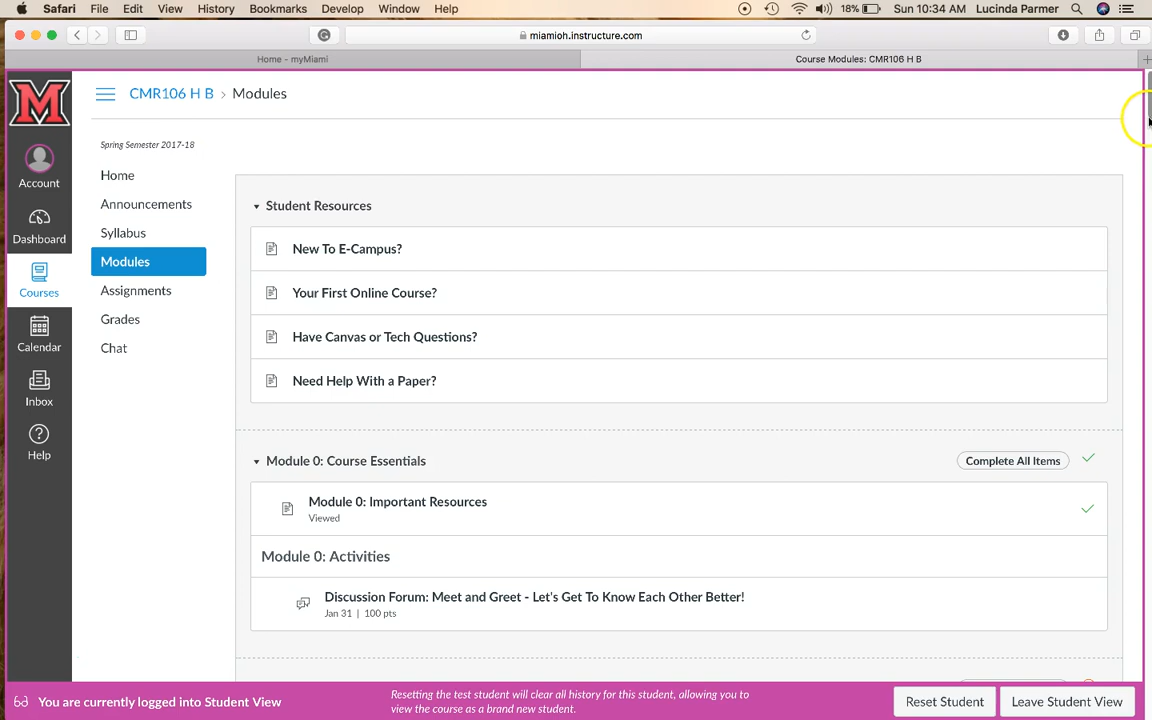 Safari File Edit View History Bookmarks Develop Window Help 18% Sun 10:34 AM Lucinda Parmer
miamioh.instructure.com
Home - myMiami Course Modules: CMR106 H B
M
CMR106 H B > Modules
Spring Semester 2017-18
Account
Dashboard
Courses
Calendar
Inbox
Help
Home
Announcements
Syllabus
Modules
Assignments
Grades
Chat
Student Resources
New To E-Campus?
Your First Online Course?
Have Canvas or Tech Questions?
Need Help With a Paper?
Module 0: Course Essentials Complete All Items
Module 0: Important Resources
Viewed
Module 0: Activities
Discussion Forum: Meet and Greet - Let's Get To Know Each Other Better!
Jan 31 | 100 pts
You are currently logged into Student View
Resetting the test student will clear all history for this student, allowing you to
view the course as a brand new student.
Reset Student Leave Student View